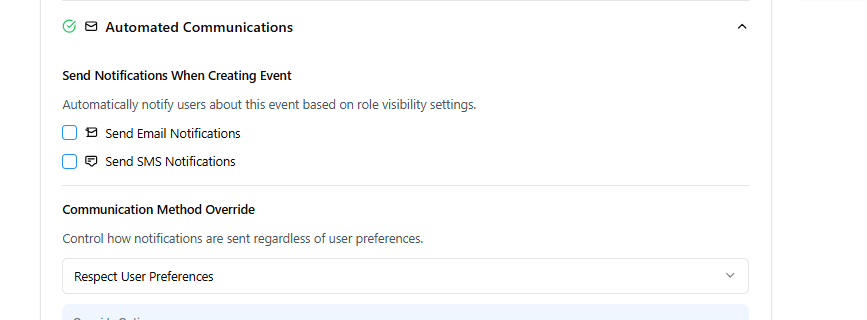 Automated Communications
Send Notifications When Creating Event
Automatically notify users about this event based on role visibility settings.
Send Email Notifications
Send SMS Notifications
Communication Method Override
Control how notifications are sent regardless of user preferences.
Respect User Preferences